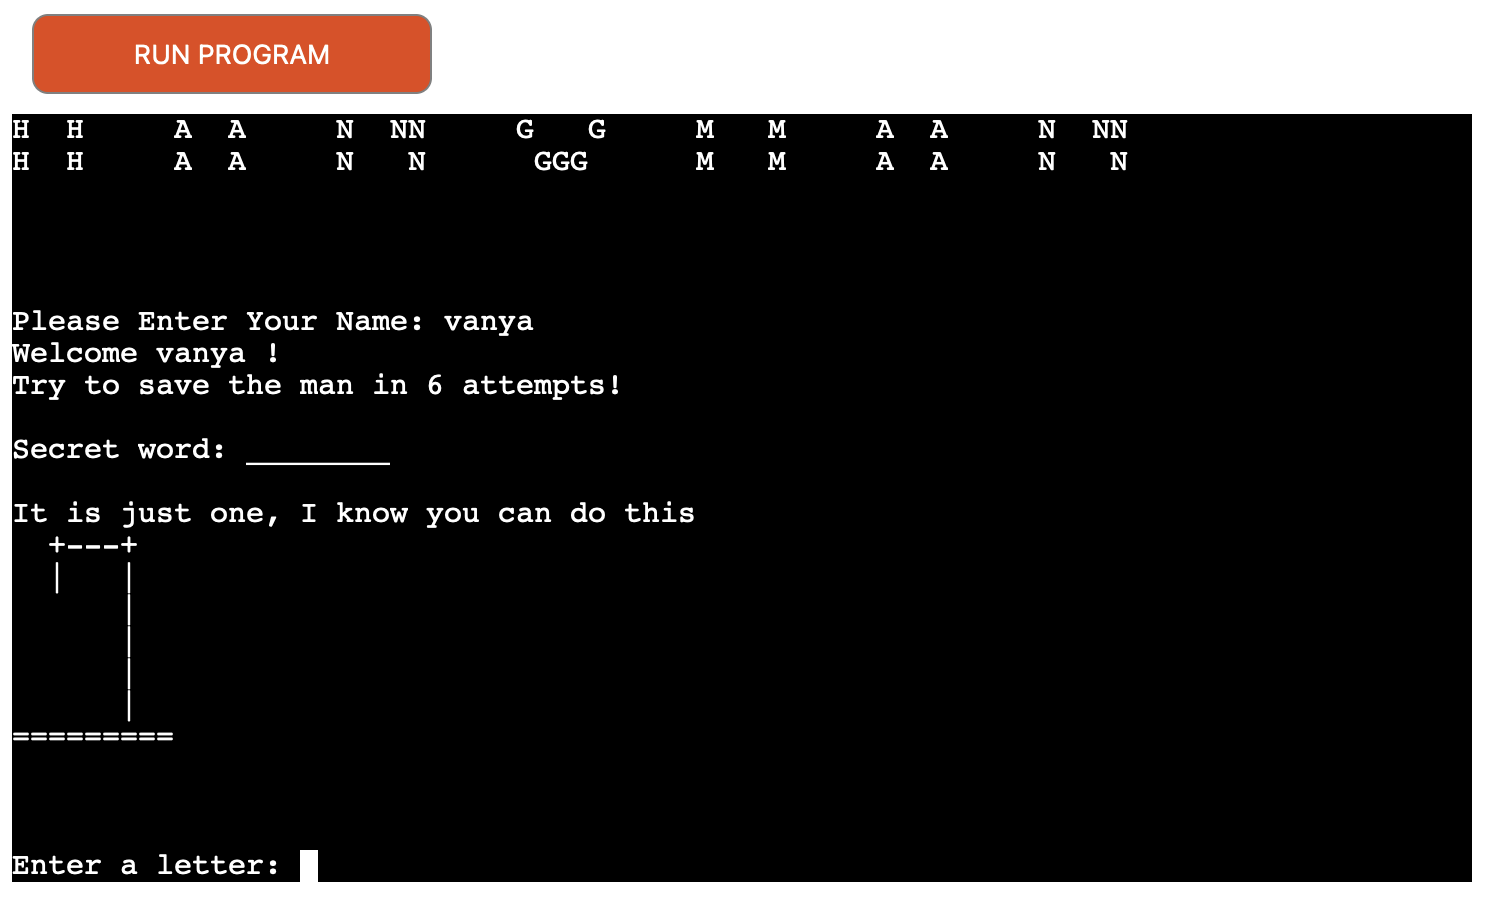 RUN PROGRAM
H  H     A  A     N  NN     G   G     M   M     A  A     N  NN
H  H     A  A     N   N      GGG      M   M     A  A     N   N
Please Enter Your Name: vanya
Welcome vanya !
Try to save the man in 6 attempts!
Secret word: ________
It is just one, I know you can do this
  +---+
  |   |
      |
      |
      |
      |
=========
Enter a letter: